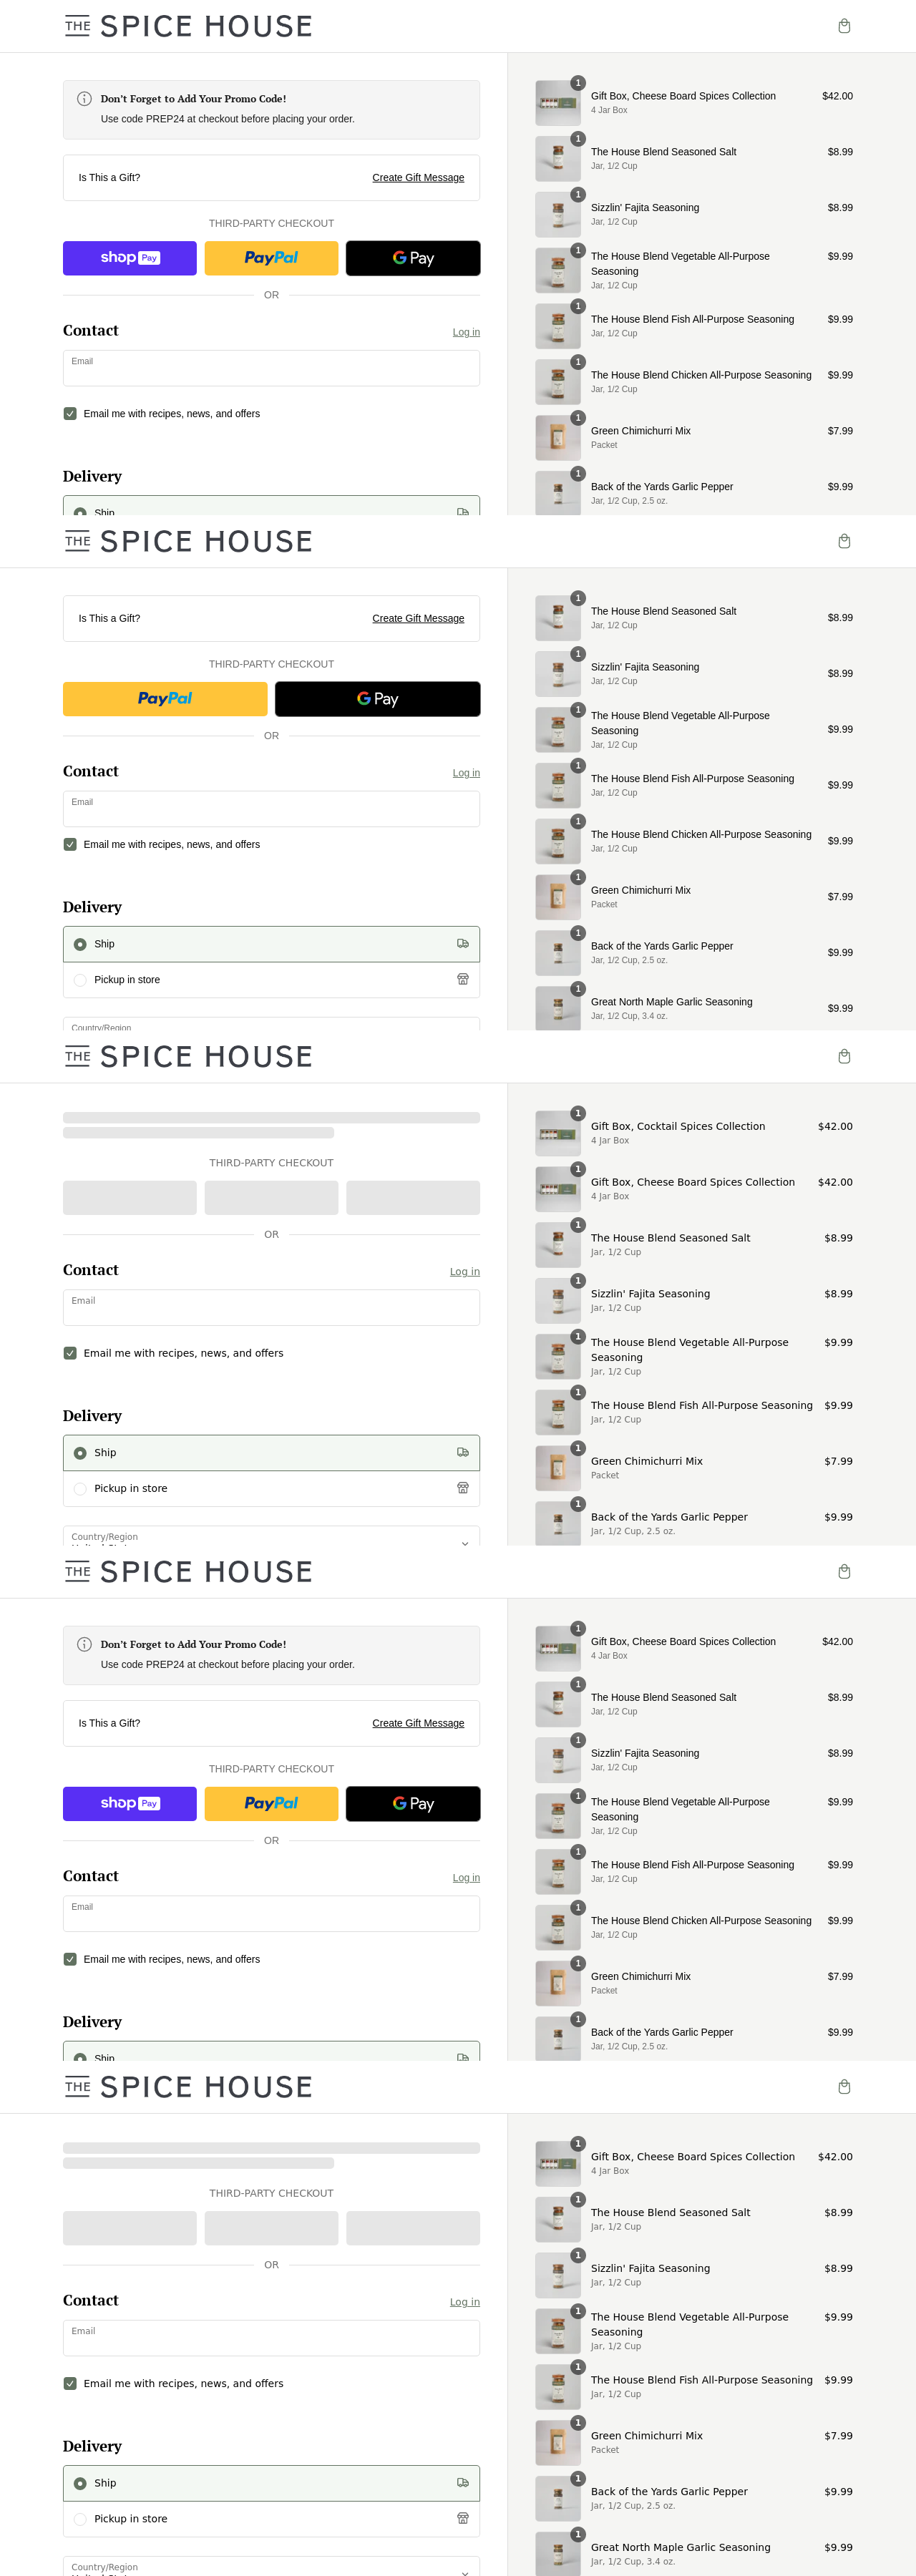 THE SPICE HOUSE
Don't Forget to Add Your Promo Code!
Use code PREP24 at checkout before placing your order.
Is This a Gift?
Create Gift Message
THIRD-PARTY CHECKOUT
shop Pay
PayPal
G Pay
OR
Contact
Log in
Email
Email me with recipes, news, and offers
Delivery
Ship
1
Gift Box, Cheese Board Spices Collection
$42.00
4 Jar Box
1
The House Blend Seasoned Salt
$8.99
Jar, 1/2 Cup
1
Sizzlin' Fajita Seasoning
$8.99
Jar, 1/2 Cup
1
The House Blend Vegetable All-Purpose
$9.99
Seasoning
Jar, 1/2 Cup
1
The House Blend Fish All-Purpose Seasoning
$9.99
Jar, 1/2 Cup
1
The House Blend Chicken All-Purpose Seasoning
$9.99
Jar, 1/2 Cup
1
Green Chimichurri Mix
$7.99
Packet
1
Back of the Yards Garlic Pepper
$9.99
Jar, 1/2 Cup, 2.5 oz.
THE SPICE HOUSE
Is This a Gift?
Create Gift Message
THIRD-PARTY CHECKOUT
PayPal
G Pay
OR
Contact
Log in
Email
Email me with recipes, news, and offers
Delivery
Ship
Pickup in store
Country/Region
1
The House Blend Seasoned Salt
$8.99
Jar, 1/2 Cup
1
Sizzlin' Fajita Seasoning
$8.99
Jar, 1/2 Cup
1
The House Blend Vegetable All-Purpose
Seasoning
$9.99
Jar, 1/2 Cup
1
The House Blend Fish All-Purpose Seasoning
$9.99
Jar, 1/2 Cup
1
The House Blend Chicken All-Purpose Seasoning
$9.99
Jar, 1/2 Cup
1
Green Chimichurri Mix
$7.99
Packet
1
Back of the Yards Garlic Pepper
$9.99
Jar, 1/2 Cup, 2.5 oz.
1
Great North Maple Garlic Seasoning
$9.99
Jar, 1/2 Cup, 3.4 oz.
THE SPICE HOUSE
THIRD-PARTY CHECKOUT
OR
Contact
Log in
Email
Email me with recipes, news, and offers
Delivery
Ship
Pickup in store
Country/Region
1
Gift Box, Cocktail Spices Collection
$42.00
4 Jar Box
1
Gift Box, Cheese Board Spices Collection
$42.00
4 Jar Box
1
The House Blend Seasoned Salt
$8.99
Jar, 1/2 Cup
1
Sizzlin' Fajita Seasoning
$8.99
Jar, 1/2 Cup
1
The House Blend Vegetable All-Purpose
$9.99
Seasoning
Jar, 1/2 Cup
1
The House Blend Fish All-Purpose Seasoning
$9.99
Jar, 1/2 Cup
1
Green Chimichurri Mix
$7.99
Packet
1
Back of the Yards Garlic Pepper
$9.99
Jar, 1/2 Cup, 2.5 oz.
THE SPICE HOUSE
Don't Forget to Add Your Promo Code!
Use code PREP24 at checkout before placing your order.
Is This a Gift?
Create Gift Message
THIRD-PARTY CHECKOUT
shop Pay
PayPal
G Pay
OR
Contact
Log in
Email
Email me with recipes, news, and offers
Delivery
Ship
1
Gift Box, Cheese Board Spices Collection
$42.00
4 Jar Box
1
The House Blend Seasoned Salt
$8.99
Jar, 1/2 Cup
1
Sizzlin' Fajita Seasoning
$8.99
Jar, 1/2 Cup
1
The House Blend Vegetable All-Purpose
$9.99
Seasoning
Jar, 1/2 Cup
1
The House Blend Fish All-Purpose Seasoning
$9.99
Jar, 1/2 Cup
1
The House Blend Chicken All-Purpose Seasoning
$9.99
Jar, 1/2 Cup
1
Green Chimichurri Mix
$7.99
Packet
1
Back of the Yards Garlic Pepper
$9.99
Jar, 1/2 Cup, 2.5 oz.
THE SPICE HOUSE
THIRD-PARTY CHECKOUT
OR
Contact
Log in
Email
Email me with recipes, news, and offers
Delivery
Ship
Pickup in store
Country/Region
1
Gift Box, Cheese Board Spices Collection
$42.00
4 Jar Box
1
The House Blend Seasoned Salt
$8.99
Jar, 1/2 Cup
1
Sizzlin' Fajita Seasoning
$8.99
Jar, 1/2 Cup
1
The House Blend Vegetable All-Purpose
$9.99
Seasoning
Jar, 1/2 Cup
1
The House Blend Fish All-Purpose Seasoning
$9.99
Jar, 1/2 Cup
1
Green Chimichurri Mix
$7.99
Packet
1
Back of the Yards Garlic Pepper
$9.99
Jar, 1/2 Cup, 2.5 oz.
1
Great North Maple Garlic Seasoning
$9.99
Jar, 1/2 Cup, 3.4 oz.